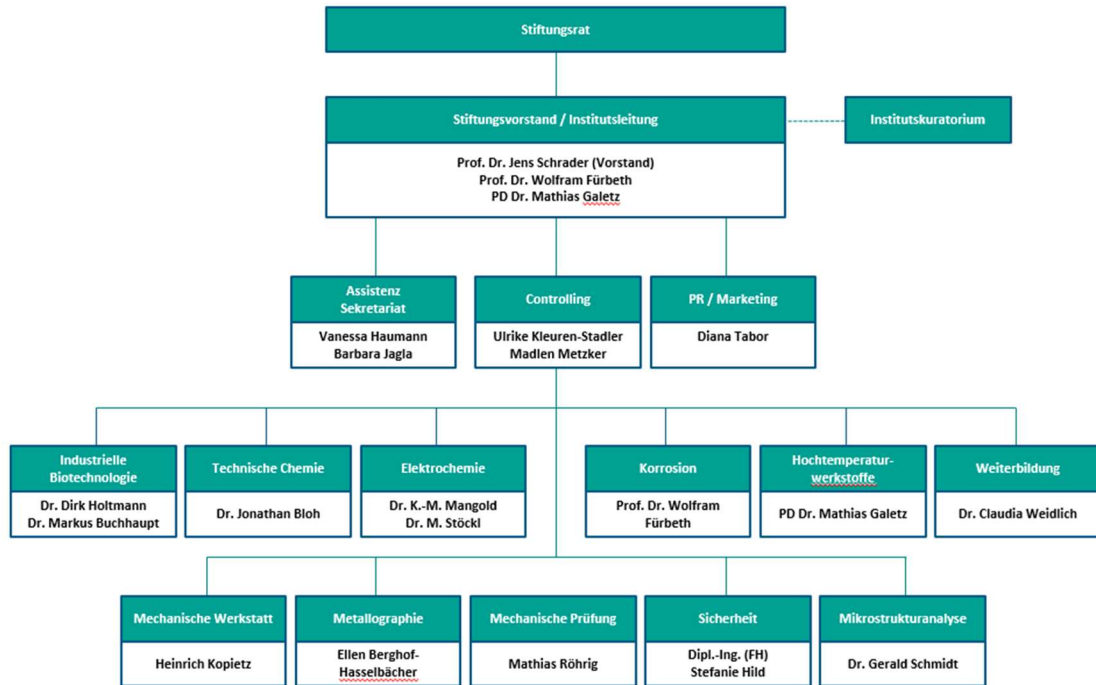 Stiftungsrat
Stiftungsvorstand / Institutsleitung
Institutskuratorium
Prof. Dr. Jens Schrader (Vorstand)
Prof. Dr. Wolfram Fürbeth
PD Dr. Mathias Galetz
Assistenz
Sekretariat
Vanessa Haumann
Barbara Jagla
Controlling
Ulrike Kleuren-Stadler
Madlen Metzker
PR / Marketing
Diana Tabor
Industrielle
Biotechnologie
Dr. Dirk Holtmann
Dr. Markus Buchhaupt
Technische Chemie
Dr. Jonathan Bloh
Elektrochemie
Dr. K.-M. Mangold
Dr. M. Stöckl
Korrosion
Prof. Dr. Wolfram
Fürbeth
Hochtemperatur-
werkstoffe
PD Dr. Mathias Galetz
Weiterbildung
Dr. Claudia Weidlich
Mechanische Werkstatt
Heinrich Kopietz
Metallographie
Ellen Berghof-
Hasselbächer
Mechanische Prüfung
Mathias Röhrig
Sicherheit
Dipl.-Ing. (FH)
Stefanie Hild
Mikrostrukturanalyse
Dr. Gerald Schmidt